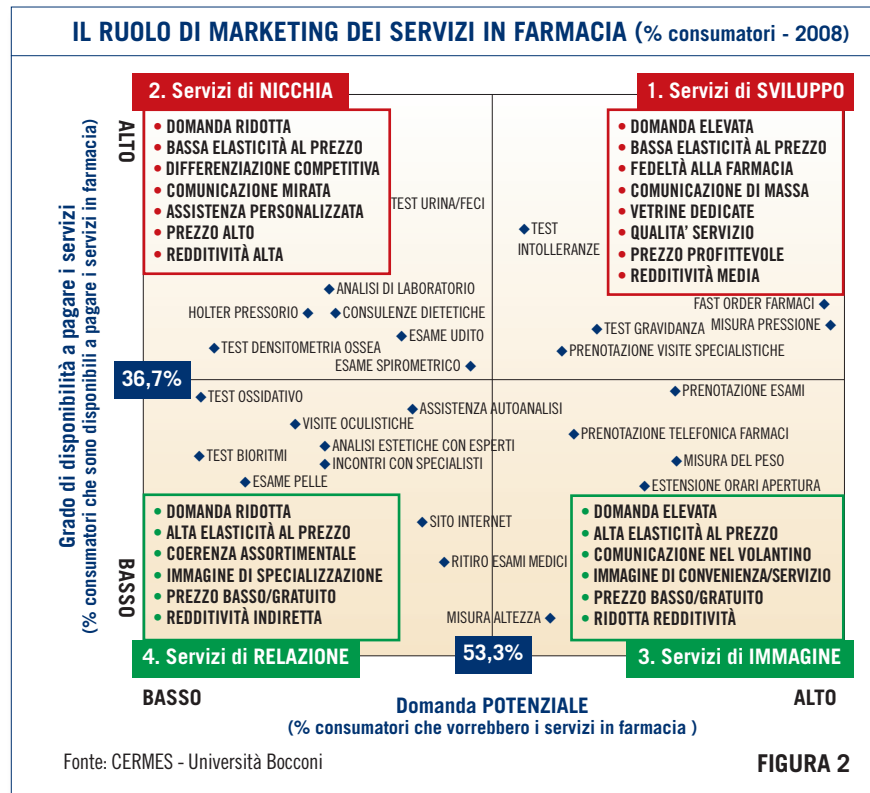 IL RUOLO DI MARKETING DEI SERVIZI IN FARMACIA (% consumatori - 2008)
2. Servizi di NICCHIA
• DOMANDA RIDOTTA
• BASSA ELASTICITÀ AL PREZZO
• DIFFERENZIAZIONE COMPETITIVA
• COMUNICAZIONE MIRATA
• ASSISTENZA PERSONALIZZATA
• PREZZO ALTO
• REDDITIVITÀ ALTA
1. Servizi di SVILUPPO
• DOMANDA ELEVATA
• BASSA ELASTICITÀ AL PREZZO
• FEDELTÀ ALLA FARMACIA
• COMUNICAZIONE DI MASSA
• VETRINE DEDICATE
• QUALITA' SERVIZIO
• PREZZO PROFITTEVOLE
• REDDITIVITÀ MEDIA
ALTO
Grado di disponibilità a pagare i servizi
(% consumatori che sono disponibili a pagare i servizi in farmacia)
BASSO
TEST URINA/FECI
TEST
INTOLLERANZE
ANALISI DI LABORATORIO
FAST ORDER FARMACI
HOLTER PRESSORIO
CONSULENZE DIETETICHE
TEST GRAVIDANZA
MISURA PRESSIONE
ESAME UDITO
TEST DENSITOMETRIA OSSEA
PRENOTAZIONE VISITE SPECIALISTICHE
ESAME SPIROMETRICO
36,7%
TEST OSSIDATIVO
PRENOTAZIONE ESAMI
ASSISTENZA AUTOANALISI
VISITE OCULISTICHE
PRENOTAZIONE TELEFONICA FARMACI
ANALISI ESTETICHE CON ESPERTI
TEST BIORITMI
INCONTRI CON SPECIALISTI
MISURA DEL PESO
ESAME PELLE
ESTENSIONE ORARI APERTURA
SITO INTERNET
RITIRO ESAMI MEDICI
MISURA ALTEZZA
• DOMANDA RIDOTTA
• ALTA ELASTICITÀ AL PREZZO
• COERENZA ASSORTIMENTALE
• IMMAGINE DI SPECIALIZZAZIONE
• PREZZO BASSO/GRATUITO
• REDDITIVITÀ INDIRETTA
4. Servizi di RELAZIONE
• DOMANDA ELEVATA
• ALTA ELASTICITÀ AL PREZZO
• COMUNICAZIONE NEL VOLANTINO
• IMMAGINE DI CONVENIENZA/SERVIZIO
• PREZZO BASSO/GRATUITO
• RIDOTTA REDDITIVITÀ
3. Servizi di IMMAGINE
53,3%
BASSO
Domanda POTENZIALE
(% consumatori che vorrebbero i servizi in farmacia )
ALTO
Fonte: CERMES - Università Bocconi
FIGURA 2